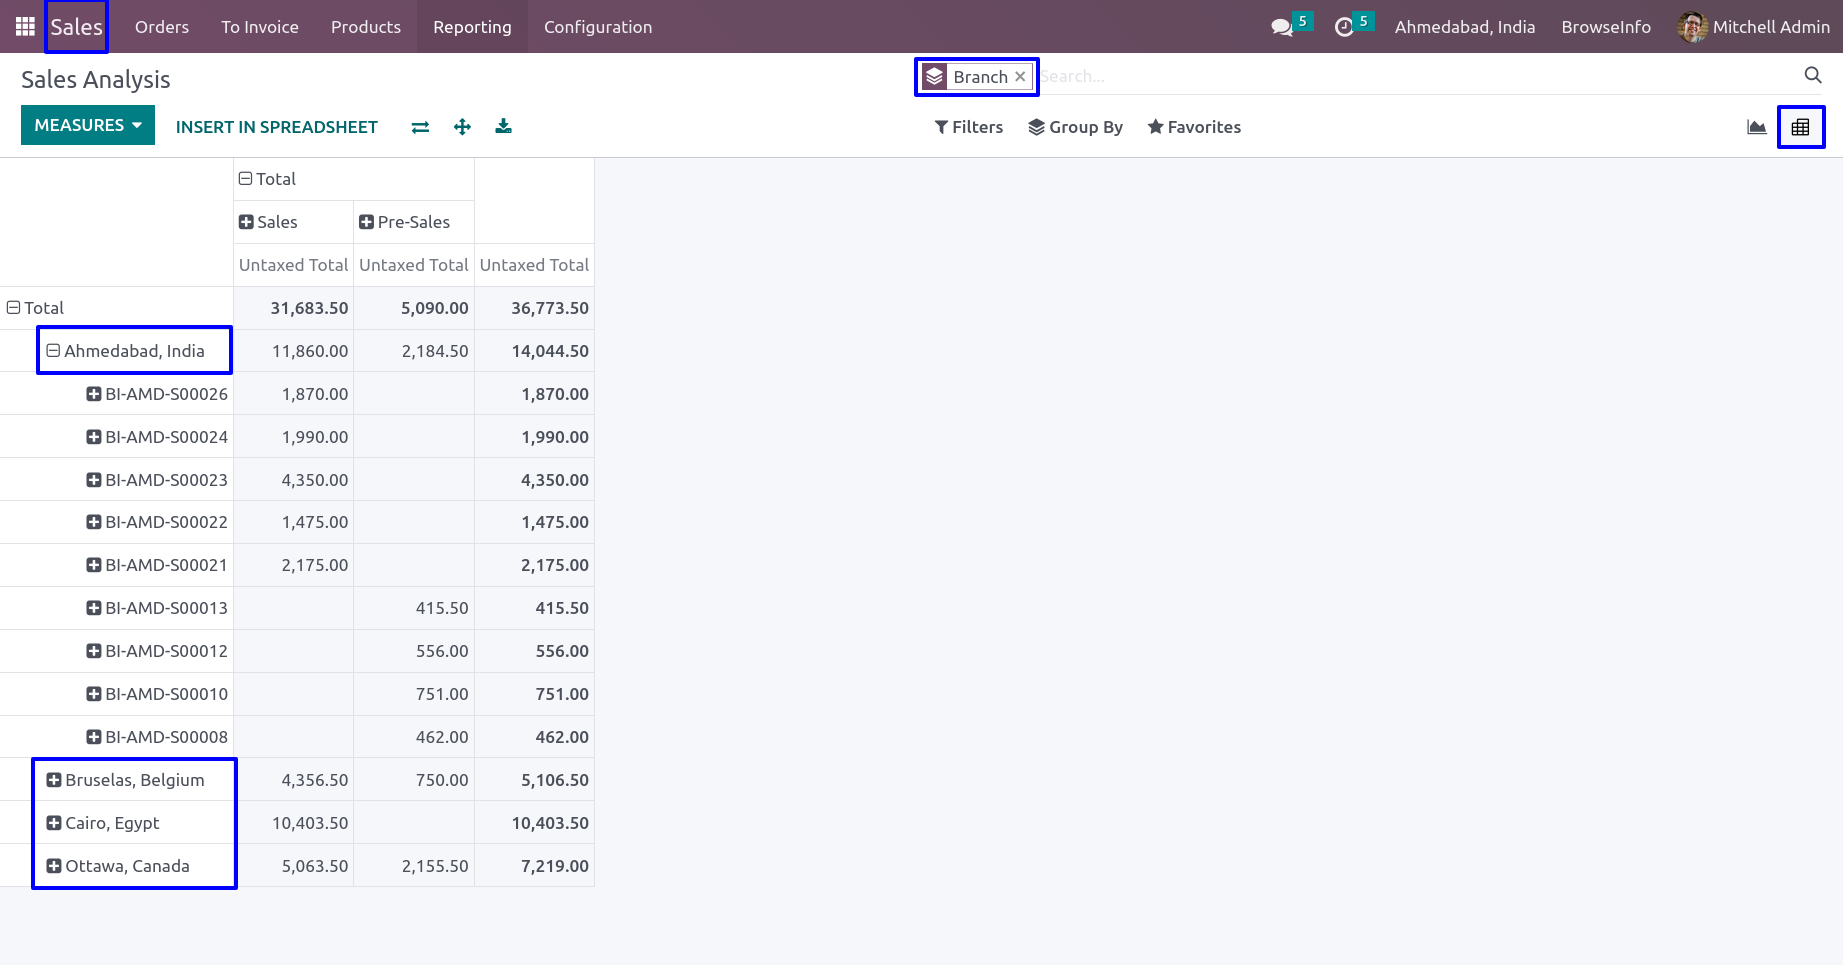 Sales Orders To Invoice Products Reporting Configuration 5 5 Ahmedabad, India BrowseInfo Mitchell Admin
Sales Analysis Branch × Search...
MEASURES INSERT IN SPREADSHEET Filters Group By Favorites
Total
Sales Pre-Sales
Untaxed Total Untaxed Total Untaxed Total
Total 31,683.50 5,090.00 36,773.50
Ahmedabad, India 11,860.00 2,184.50 14,044.50
BI-AMD-S00026 1,870.00 1,870.00
BI-AMD-S00024 1,990.00 1,990.00
BI-AMD-S00023 4,350.00 4,350.00
BI-AMD-S00022 1,475.00 1,475.00
BI-AMD-S00021 2,175.00 2,175.00
BI-AMD-S00013 415.50 415.50
BI-AMD-S00012 556.00 556.00
BI-AMD-S00010 751.00 751.00
BI-AMD-S00008 462.00 462.00
Bruselas, Belgium 4,356.50 750.00 5,106.50
Cairo, Egypt 10,403.50 10,403.50
Ottawa, Canada 5,063.50 2,155.50 7,219.00